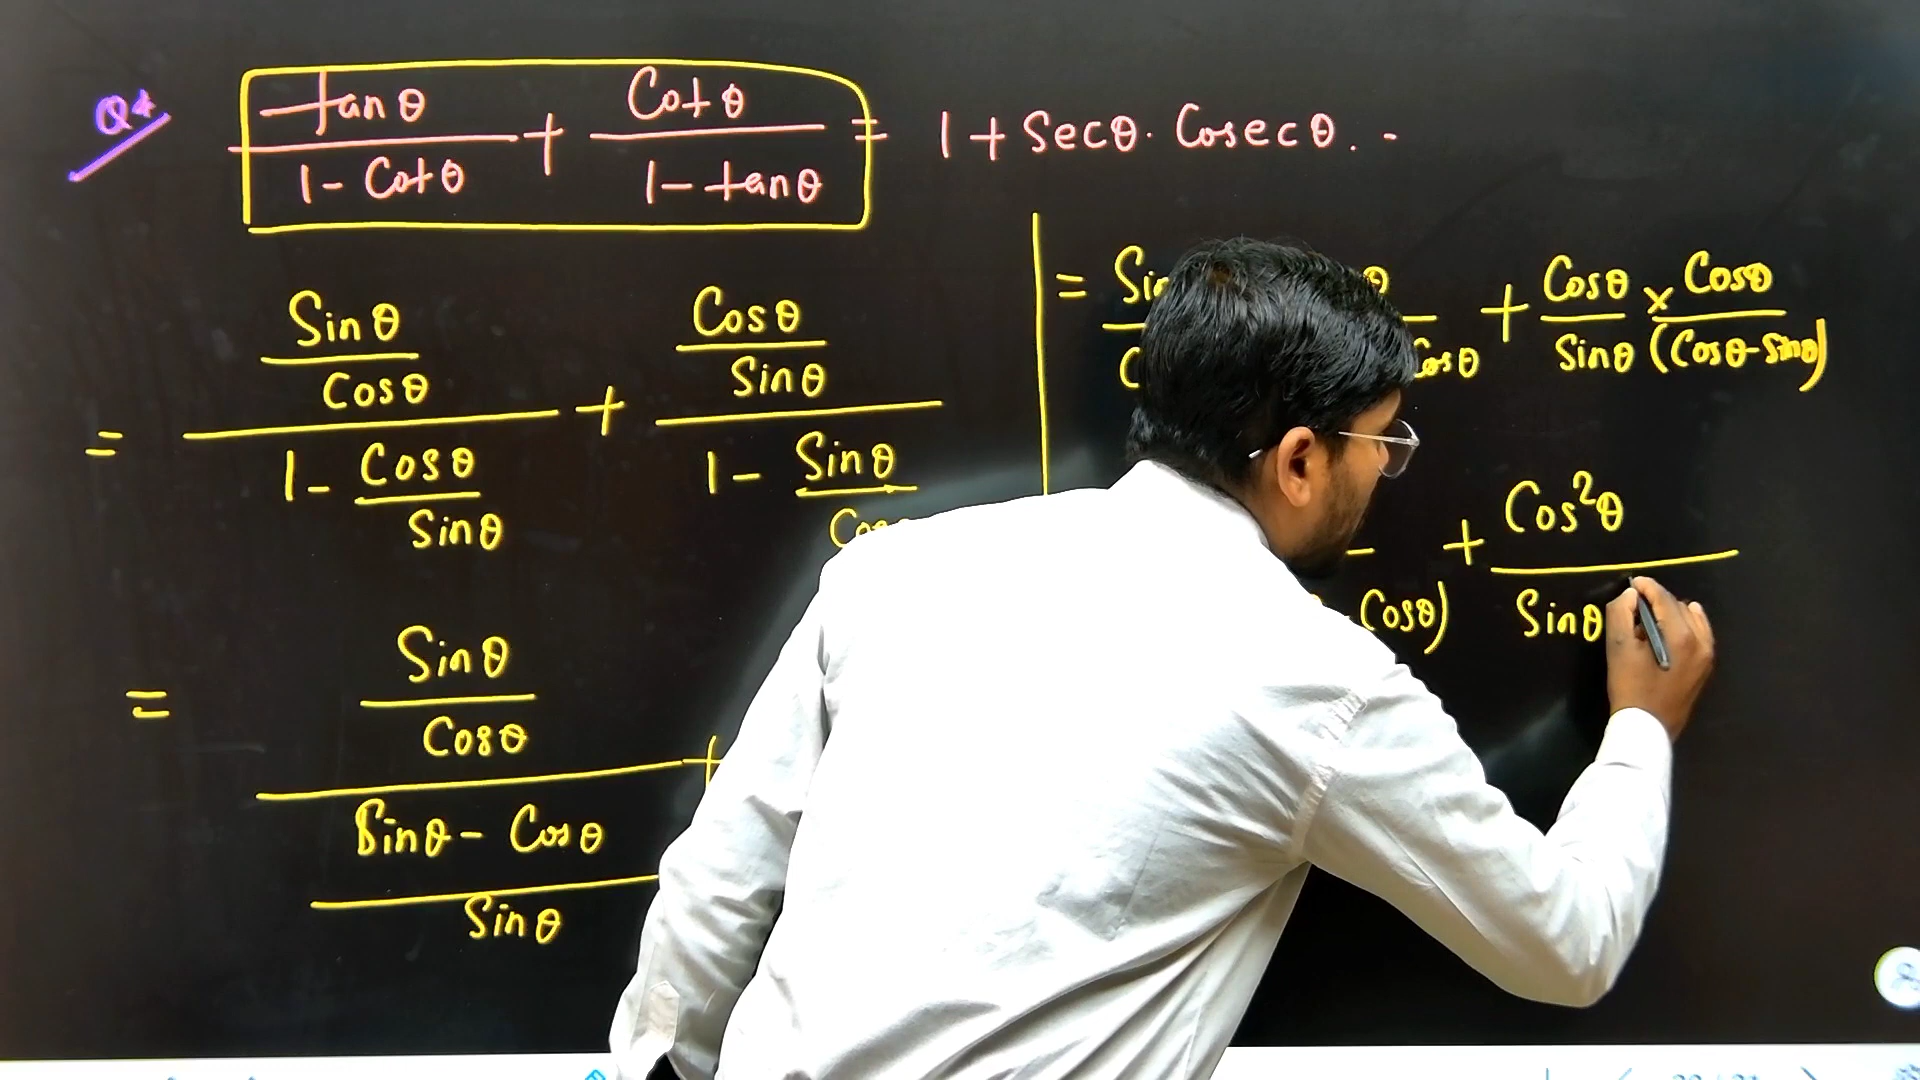 Q4
tanθ / 1 - Cotθ + Cotθ / 1 - tanθ = 1 + Secθ. Cosecθ. -
= Sinθ / Cosθ / 1 - Cosθ / Sinθ + Cosθ / Sinθ / 1 - Sinθ
= Sinθ / Cosθ / Sinθ - Cosθ / Sinθ +
= θ / Cosθ + Cosθ / Sinθ × Cosθ / (Cosθ - Sinθ)
- Cosθ) + Cos²θ / Sinθ